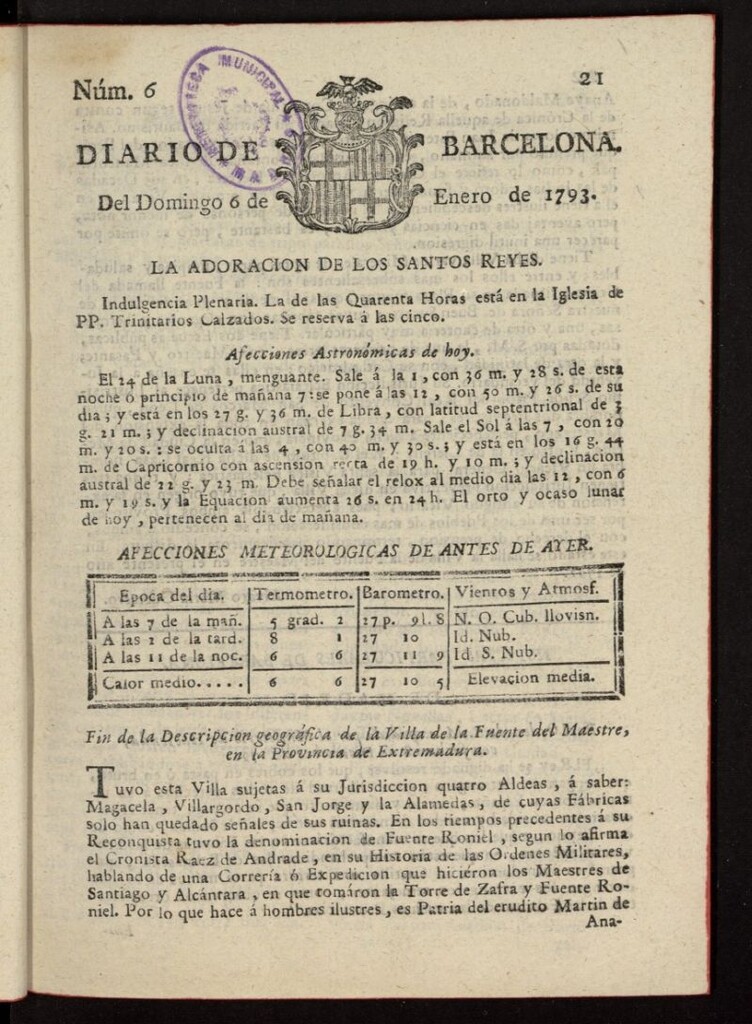 Núm. 6
21
HEMEROTECA MUNICIPAL
DIARIO DE BARCELONA.
Del Domingo 6 de Enero de 1793.
LA ADORACION DE LOS SANTOS REYES.
Indulgencia Plenaria. La de las Quarenta Horas está en la Iglesia de
PP. Trinitarios Calzados. Se reserva á las cinco.
Afecciones Astronómicas de hoy.
El 24 de la Luna, menguante. Sale á la 1, con 36 m. y 28 s. de esta
noche ó principio de mañana 7: se pone á las 12, con 50 m. y 26 s. de su
dia; y está en los 27 g. y 36 m. de Libra, con latitud septentrional de 3
g. 21 m.; y declinacion austral de 7 g. 34 m. Sale el Sol á las 7, con 20
m. y 20 s.: se oculta á las 4, con 40 m. y 30 s.; y está en los 16 g. 44
m. de Capricornio con ascension recta de 19 h. y 10 m.; y declinacion
austral de 22 g. y 23 m. Debe señalar el relox al medio dia las 12, con 6
m. y 19 s. y la Equacion aumenta 26 s. en 24 h. El orto y ocaso lunar
de hoy, pertenecen al dia de mañana.
AFECCIONES METEOROLOGICAS DE ANTES DE AYER.
Epoca del dia. Termometro. Barometro. Vientos y Atmosf.
A las 7 de la mañ. 5 grad. 2 27 p. 9 l. 8 N. O. Cub. llovisn.
A las 2 de la tard. 8 1 27 10 Id. Nub.
A las 11 de la noc. 6 6 27 11 9 Id. S. Nub.
Calor medio..... 6 6 27 10 5 Elevacion media.
Fin de la Descripcion geográfica de la Villa de la Fuente del Maestre,
en la Provincia de Extremadura.
Tuvo esta Villa sujetas á su Jurisdiccion quatro Aldeas, á saber:
Magacela, Villargordo, San Jorge y la Alamedas, de cuyas Fábricas
solo han quedado señales de sus ruinas. En los tiempos precedentes á su
Reconquista tuvo la denominacion de Fuente Roniel, segun lo afirma
el Cronista Raez de Andrade, en su Historia de las Ordenes Militares,
hablando de una Correría ó Expedicion que hiciéron los Maestres de
Santiago y Alcántara, en que tomáron la Torre de Zafra y Fuente Ro-
niel. Por lo que hace á hombres ilustres, es Patria del erudito Martin de
Ana-